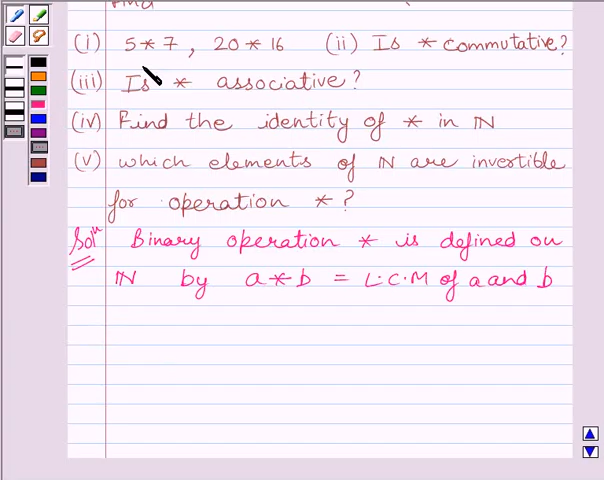 Find
(i) 5 * 7, 20 * 16 (ii) Is * commutative?
(iii) Is * associative?
(iv) Find the identity of * in N
(v) which elements of N are invertible
for operation * ?
Solⁿ Binary operation * is defined on
N by a * b = L.C.M of a and b